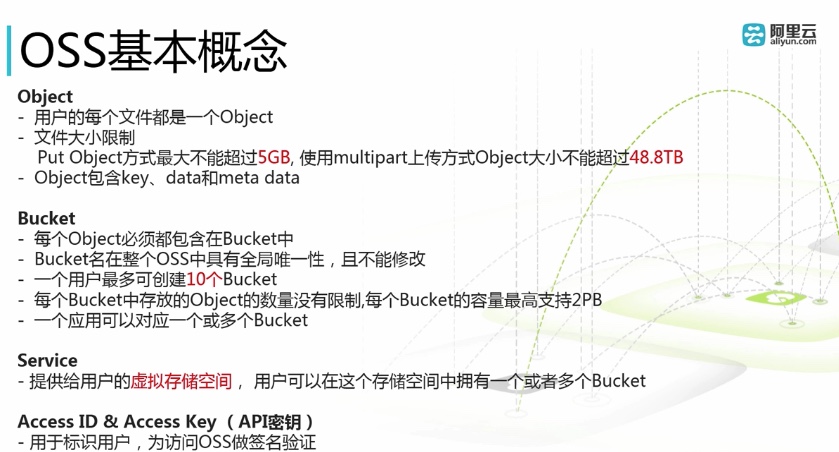 OSS基本概念
阿里云
aliyun.com
Object
- 用户的每个文件都是一个Object
- 文件大小限制
Put Object方式最大不能超过5GB, 使用multipart上传方式Object大小不能超过48.8TB
- Object包含key、data和meta data
Bucket
- 每个Object必须都包含在Bucket中
- Bucket名在整个OSS中具有全局唯一性，且不能修改
- 一个用户最多可创建10个Bucket
- 每个Bucket中存放的Object的数量没有限制,每个Bucket的容量最高支持2PB
- 一个应用可以对应一个或多个Bucket
Service
- 提供给用户的虚拟存储空间， 用户可以在这个存储空间中拥有一个或者多个Bucket
Access ID & Access Key （API密钥）
- 用于标识用户，为访问OSS做签名验证